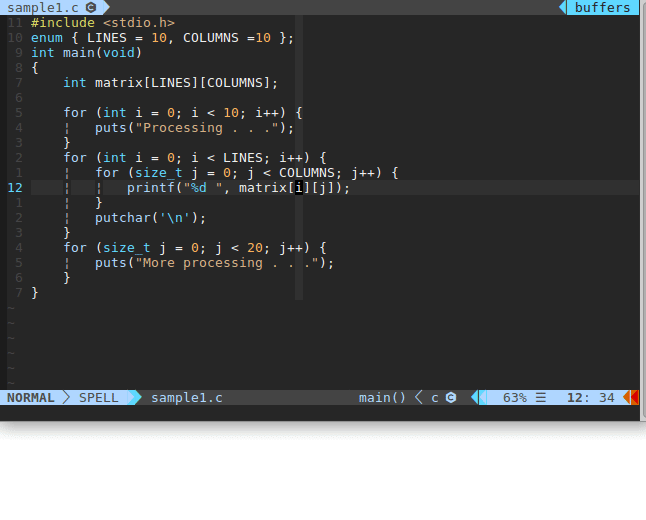 sample1.c buffers
11 #include <stdio.h>
10 enum { LINES = 10, COLUMNS =10 };
9 int main(void)
8 {
7     int matrix[LINES][COLUMNS];
6
5     for (int i = 0; i < 10; i++) {
4     ¦   puts("Processing . . .");
3     }
2     for (int i = 0; i < LINES; i++) {
1     ¦   for (size_t j = 0; j < COLUMNS; j++) {
12    ¦   ¦   printf("%d ", matrix[i][j]);
1     ¦   }
2     ¦   putchar('\n');
3     }
4     for (size_t j = 0; j < 20; j++) {
5     ¦   puts("More processing . . .");
6     }
7 }
~
~
~
~
~
~
NORMAL SPELL sample1.c main() c 63% ☰ 12: 34